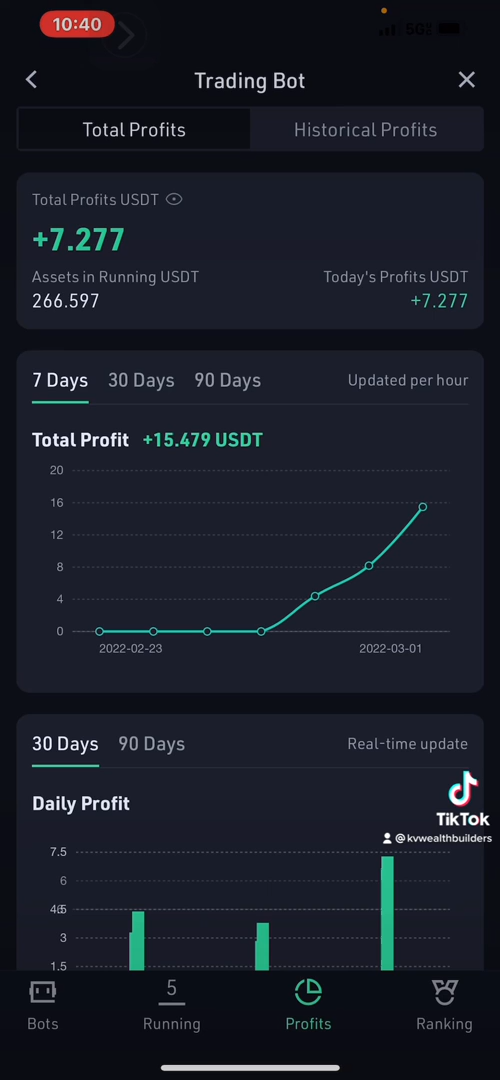 10:40
5G
Trading Bot
Total Profits
Historical Profits
Total Profits USDT
+7.277
Assets in Running USDT
Today's Profits USDT
266.597
+7.277
7 Days 30 Days 90 Days
Updated per hour
Total Profit +15.479 USDT
20
16
12
8
4
0
2022-02-23
2022-03-01
30 Days 90 Days
Real-time update
Daily Profit
TikTok
@kvwealthbuilders
7.5
6
3
1.5
5
Bots
Running
Profits
Ranking